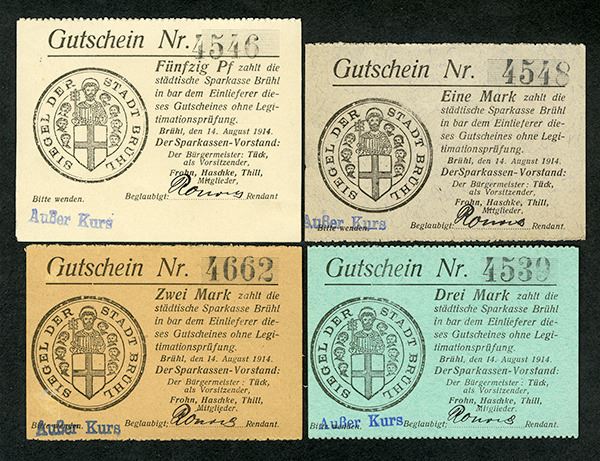 Gutschein Nr. 4546
Fünfzig Pf zahlt die
städtische Sparkasse Brühl
in bar dem Einlieferer die-
ses Gutscheines ohne Legi-
timationsprüfung.
Brühl, den 14. August 1914.
Der Sparkassen-Vorstand:
Der Bürgermeister: Tück,
als Vorsitzender,
Frohn, Haschke, Thill,
Mitglieder.
Bitte wenden. Beglaubigt: Rendant.
SIEGEL DER STADT BRÜHL
Außer Kurs
Gutschein Nr. 4548
Eine Mark zahlt die
städtische Sparkasse Brühl
in bar dem Einlieferer die-
ses Gutscheines ohne Legi-
timationsprüfung.
Brühl, den 14. August 1914.
Der Sparkassen-Vorstand:
Der Bürgermeister: Tück,
als Vorsitzender,
Frohn, Haschke, Thill,
Mitglieder.
Bitte wenden. Beglaubigt: Rendant.
SIEGEL DER STADT BRÜHL
Außer Kurs
Gutschein Nr. 4662
Zwei Mark zahlt die
städtische Sparkasse Brühl
in bar dem Einlieferer die-
ses Gutscheines ohne Legi-
timationsprüfung.
Brühl, den 14. August 1914.
Der Sparkassen-Vorstand:
Der Bürgermeister: Tück,
als Vorsitzender,
Frohn, Haschke, Thill,
Mitglieder.
Bitte wenden. Beglaubigt: Rendant.
SIEGEL DER STADT BRÜHL
Außer Kurs
Gutschein Nr. 4539
Drei Mark zahlt die
städtische Sparkasse Brühl
in bar dem Einlieferer die-
ses Gutscheines ohne Legi-
timationsprüfung.
Brühl, den 14. August 1914.
Der Sparkassen-Vorstand:
Der Bürgermeister: Tück,
als Vorsitzender,
Frohn, Haschke, Thill,
Mitglieder.
Bitte wenden. Beglaubigt: Rendant.
SIEGEL DER STADT BRÜHL
Außer Kurs